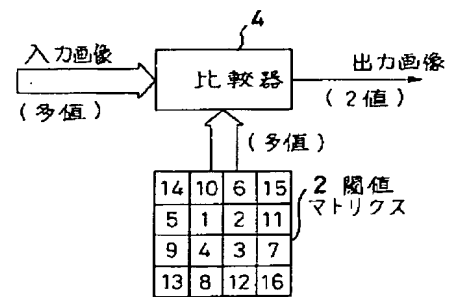 4
入力画像
(多値)
比較器
出力画像
(2値)
(多値)
14 10 6 15
5 1 2 11
9 4 3 7
13 8 12 16
2 閾値
マトリクス